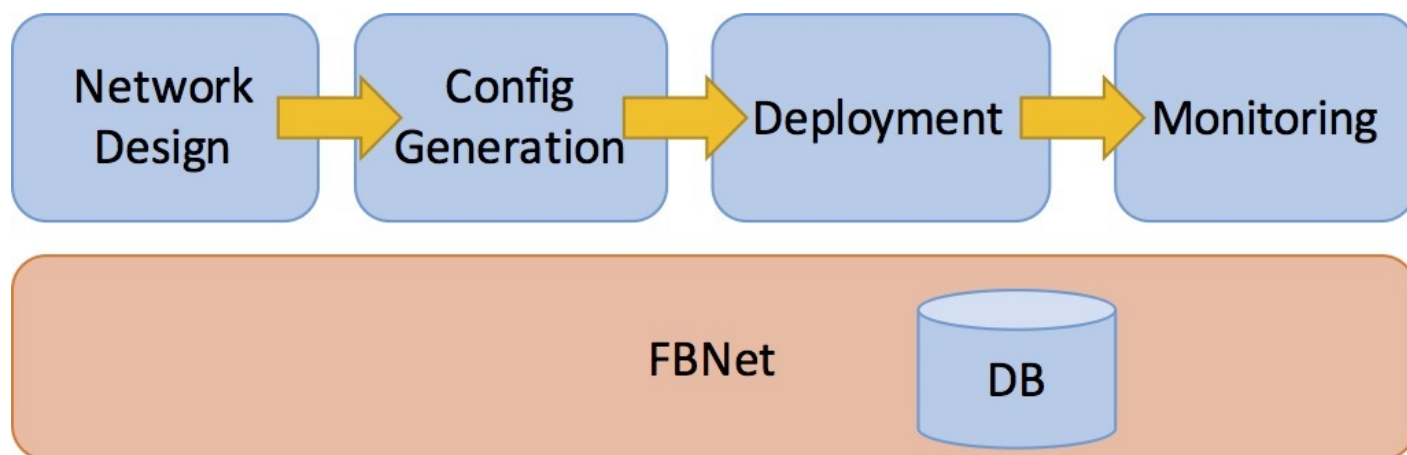 Network
Design
Config
Generation
Deployment
Monitoring
FBNet
DB